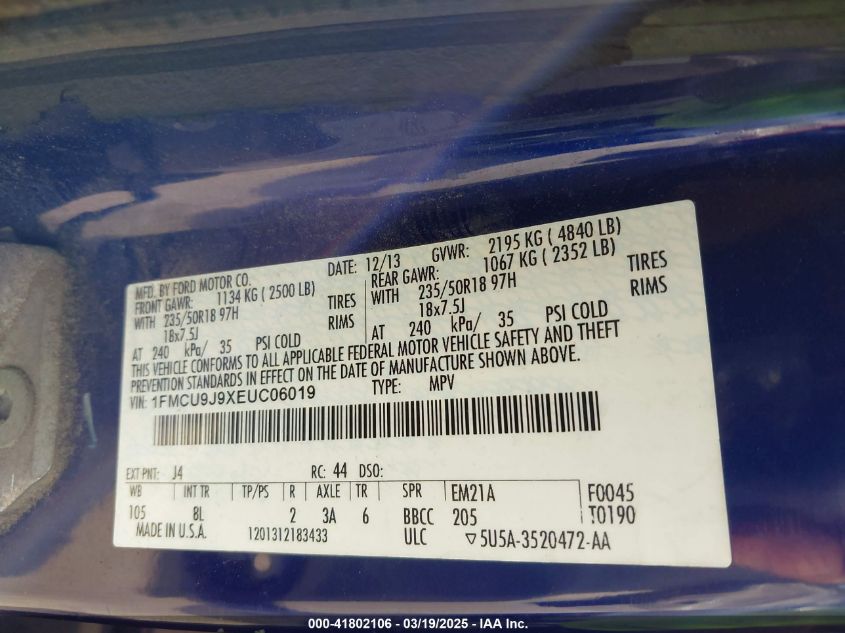 MFD. BY FORD MOTOR CO.
DATE: 12/13 GVWR: 2195 KG ( 4840 LB)
FRONT GAWR: 1134 KG ( 2500 LB) REAR GAWR: 1067 KG ( 2352 LB)
WITH 235/50R18 97H TIRES WITH 235/50R18 97H TIRES
18x7.5J RIMS 18x7.5J RIMS
AT 240 kPa/ 35 PSI COLD AT 240 kPa/ 35 PSI COLD
THIS VEHICLE CONFORMS TO ALL APPLICABLE FEDERAL MOTOR VEHICLE SAFETY AND THEFT
PREVENTION STANDARDS IN EFFECT ON THE DATE OF MANUFACTURE SHOWN ABOVE.
VIN: 1FMCU9J9XEUC06019 TYPE: MPV
EXT PNT: J4 RC: 44 DSO:
WB INT TR TP/PS R AXLE TR SPR EM21A F0045
105 8L 2 3A 6 BBCC 205 T0190
MADE IN U.S.A. 1201312183433 ULC ▽5U5A-3520472-AA
000-41802106 - 03/19/2025 - IAA Inc.